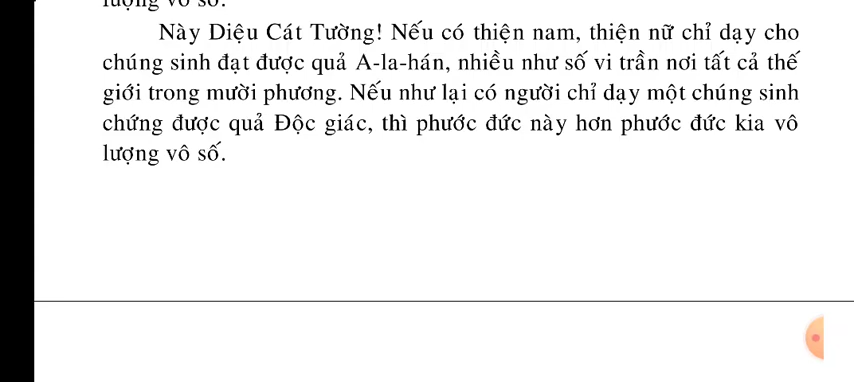 lượng vô số.
Này Diệu Cát Tường! Nếu có thiện nam, thiện nữ chỉ dạy cho
chúng sinh đạt được quả A-la-hán, nhiều như số vi trần nơi tất cả thế
giới trong mười phương. Nếu như lại có người chỉ dạy một chúng sinh
chứng được quả Độc giác, thì phước đức này hơn phước đức kia vô
lượng vô số.